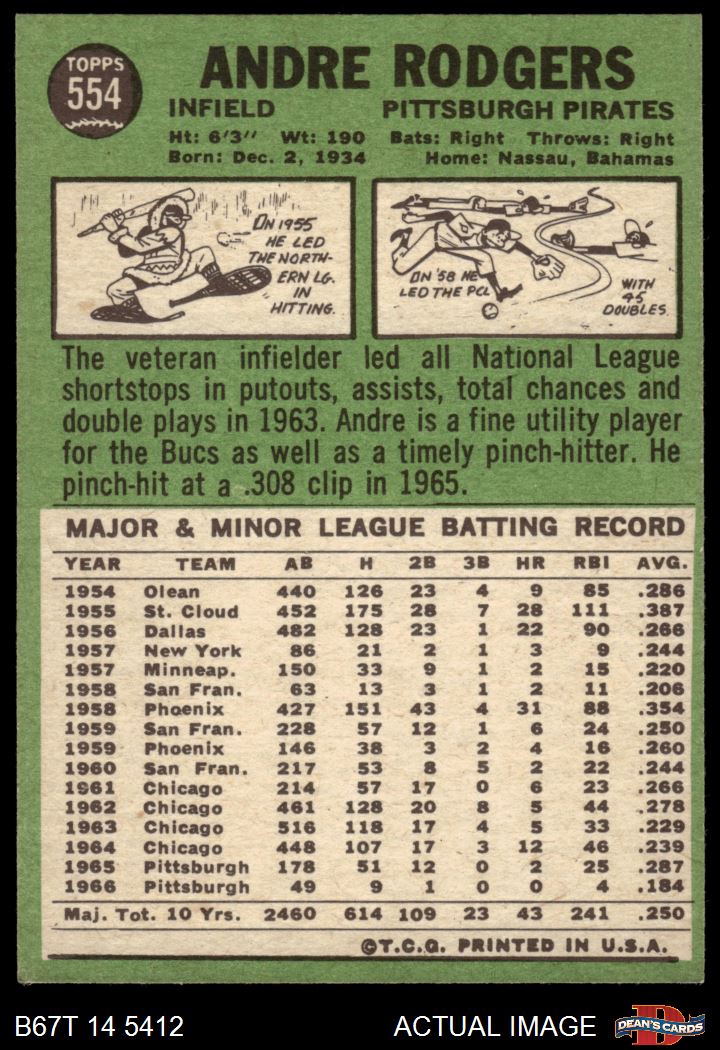 TOPPS
554
ANDRE RODGERS
INFIELD PITTSBURGH PIRATES
Ht: 6'3" Wt: 190 Bats: Right Throws: Right
Born: Dec. 2, 1934 Home: Nassau, Bahamas
IN 1955
HE LED
THE NORTH-
ERN LG.
IN
HITTING.
IN '58 HE
LED THE PCL
WITH
45
DOUBLES.
The veteran infielder led all National League
shortstops in putouts, assists, total chances and
double plays in 1963. Andre is a fine utility player
for the Bucs as well as a timely pinch-hitter. He
pinch-hit at a .308 clip in 1965.
MAJOR & MINOR LEAGUE BATTING RECORD
YEAR TEAM AB H 2B 3B HR RBI AVG.
1954 Olean 440 126 23 4 9 85 .286
1955 St. Cloud 452 175 28 7 28 111 .387
1956 Dallas 482 128 23 1 22 90 .266
1957 New York 86 21 2 1 3 9 .244
1957 Minneap. 150 33 9 1 2 15 .220
1958 San Fran. 63 13 3 1 2 11 .206
1958 Phoenix 427 151 43 4 31 88 .354
1959 San Fran. 228 57 12 1 6 24 .250
1959 Phoenix 146 38 3 2 4 16 .260
1960 San Fran. 217 53 8 5 2 22 .244
1961 Chicago 214 57 17 0 6 23 .266
1962 Chicago 461 128 20 8 5 44 .278
1963 Chicago 516 118 17 4 5 33 .229
1964 Chicago 448 107 17 3 12 46 .239
1965 Pittsburgh 178 51 12 0 2 25 .287
1966 Pittsburgh 49 9 1 0 0 4 .184
Maj. Tot. 10 Yrs. 2460 614 109 23 43 241 .250
©T.C.G. PRINTED IN U.S.A.
B67T 14 5412 ACTUAL IMAGE DEAN'S CARDS